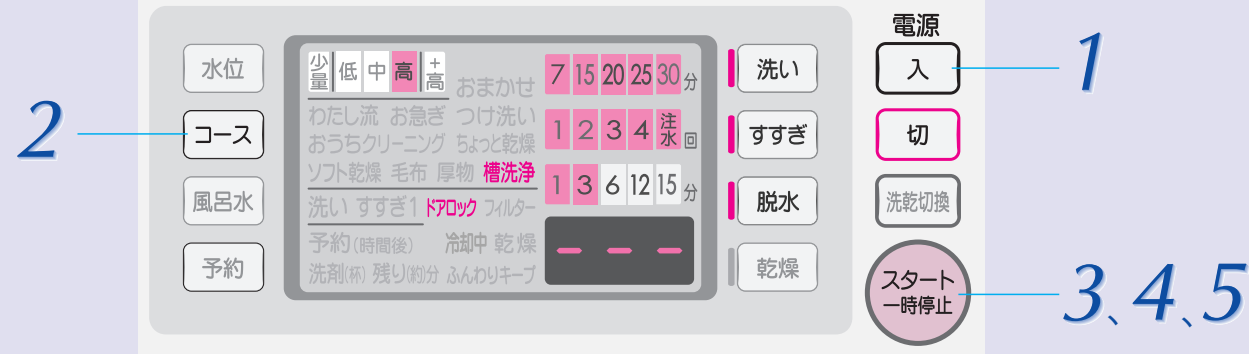 電源
1
入
切
洗乾切換
スタート
一時停止
3、4、5
2
水位
コース
風呂水
予約
少量 低 中 高 +高
おまかせ
わたし流 お急ぎ つけ洗い
おうちクリーニング ちょっと乾燥
ソフト乾燥 毛布 厚物 槽洗浄
洗い すすぎ1 ドアロック フィルター
予約(時間後) 冷却中 乾燥
洗剤(杯) 残り(約)分 ふんわりキープ
7 15 20 25 30 分
1 2 3 4 注水 回
1 3 6 12 15 分
– – –
洗い
すすぎ
脱水
乾燥